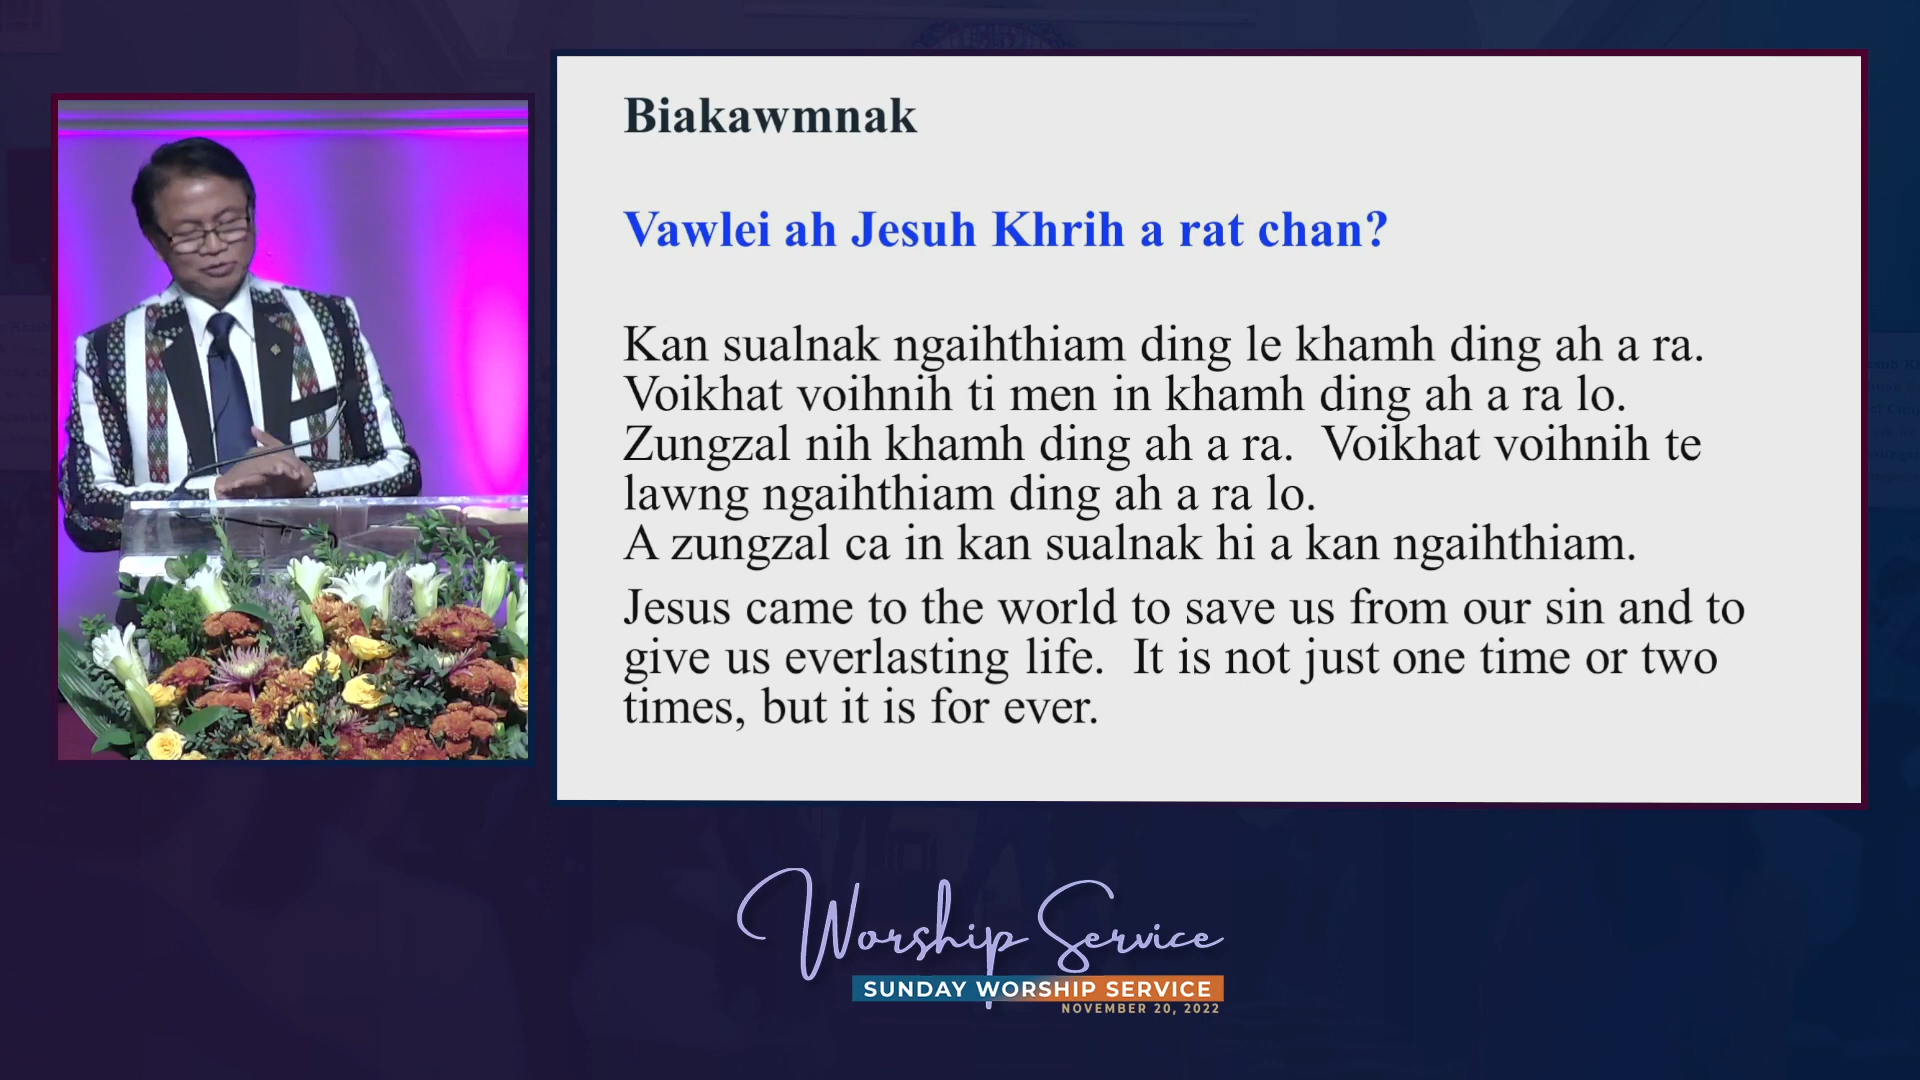 Biakawmnak
Vawlei ah Jesuh Khrih a rat chan?
Kan sualnak ngaihthiam ding le khamh ding ah a ra.
Voikhat voihnih ti men in khamh ding ah a ra lo.
Zungzal nih khamh ding ah a ra.  Voikhat voihnih te
lawng ngaihthiam ding ah a ra lo.
A zungzal ca in kan sualnak hi a kan ngaihthiam.
Jesus came to the world to save us from our sin and to
give us everlasting life.  It is not just one time or two
times, but it is for ever.
Worship Service
SUNDAY WORSHIP SERVICE
NOVEMBER 20, 2022